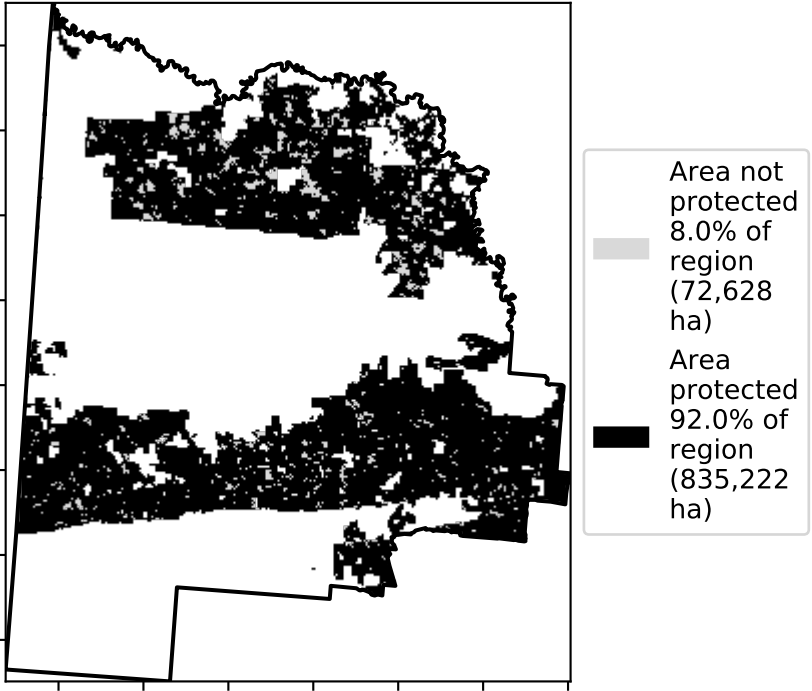 Area not
protected
8.0% of
region
(72,628
ha)
Area
protected
92.0% of
region
(835,222
ha)